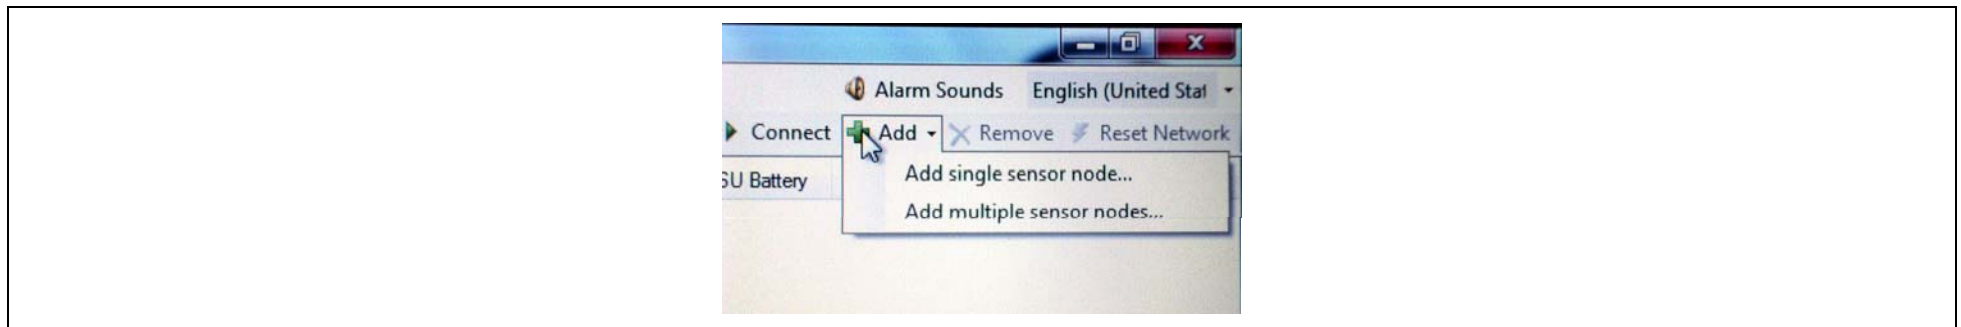 Alarm Sounds English (United Stat
Connect Add Remove Reset Network
SU Battery
Add single sensor node...
Add multiple sensor nodes...